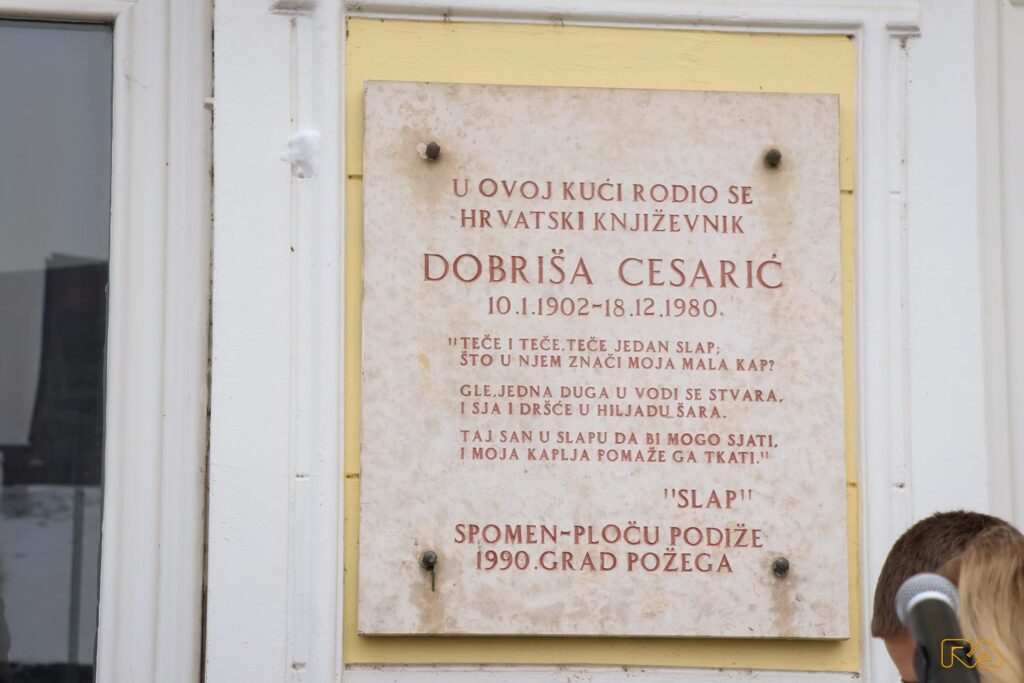 U OVOJ KUĆI RODIO SE
HRVATSKI KNJIŽEVNIK
DOBRIŠA CESARIĆ
10.1.1902-18.12.1980.
"TEČE I TEČE, TEČE JEDAN SLAP;
ŠTO U NJEM ZNAČI MOJA MALA KAP?
GLE, JEDNA DUGA U VODI SE STVARA,
I SJA I DRŠĆE U HILJADU ŠARA.
TAJ SAN U SLAPU DA BI MOGO SJATI,
I MOJA KAPLJA POMAŽE GA TKATI."
"SLAP"
SPOMEN-PLOČU PODIŽE
1990. GRAD POŽEGA
RA